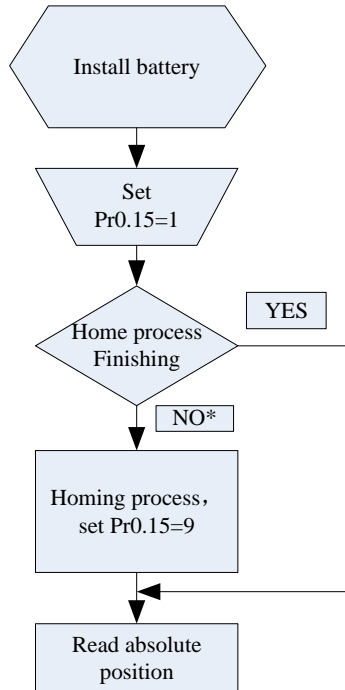 Install battery
Set
Pr0.15=1
Home process
Finishing
YES
NO*
Homing process，
set Pr0.15=9
Read absolute
position